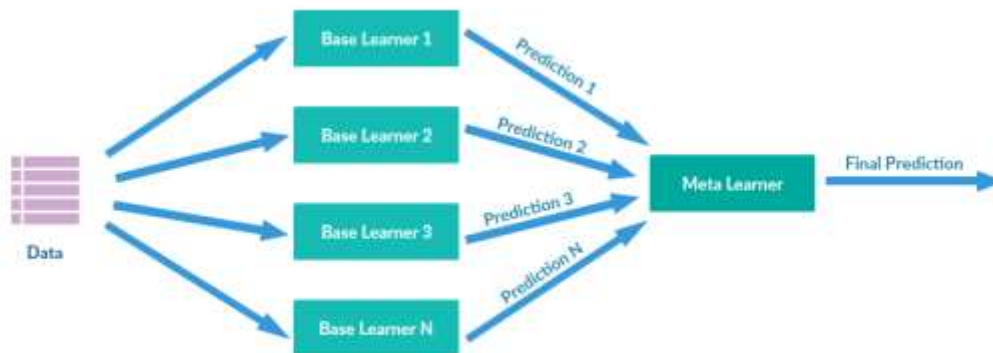 Base Learner 1
Prediction 1
Base Learner 2
Prediction 2
Data
Meta Learner
Final Prediction
Base Learner 3
Prediction 3
Base Learner N
Prediction N